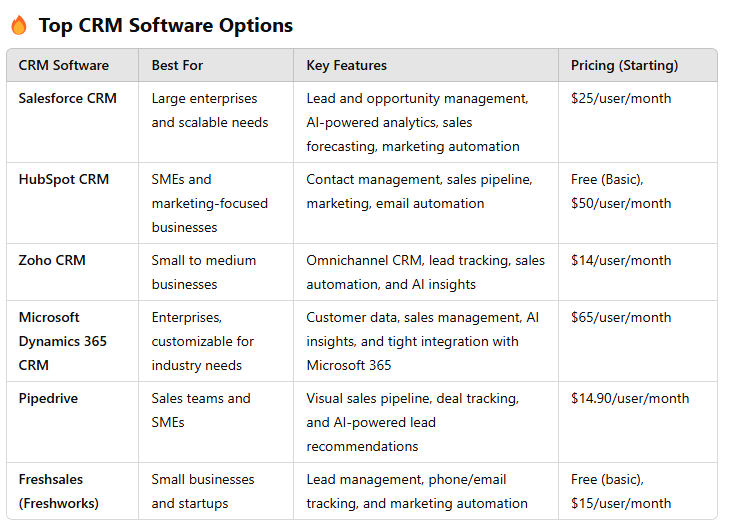 🔥 Top CRM Software Options
CRM Software Best For Key Features Pricing (Starting)
Salesforce CRM Large enterprises Lead and opportunity management, $25/user/month
and scalable needs AI-powered analytics, sales
forecasting, marketing automation
HubSpot CRM SMEs and Contact management, sales pipeline, Free (Basic),
marketing-focused marketing, email automation $50/user/month
businesses
Zoho CRM Small to medium Omnichannel CRM, lead tracking, sales $14/user/month
businesses automation, and AI insights
Microsoft Enterprises, Customer data, sales management, AI $65/user/month
Dynamics 365 customizable for insights, and tight integration with
CRM industry needs Microsoft 365
Pipedrive Sales teams and Visual sales pipeline, deal tracking, $14.90/user/month
SMEs and AI-powered lead
recommendations
Freshsales Small businesses Lead management, phone/email Free (basic),
(Freshworks) and startups tracking, and marketing automation $15/user/month